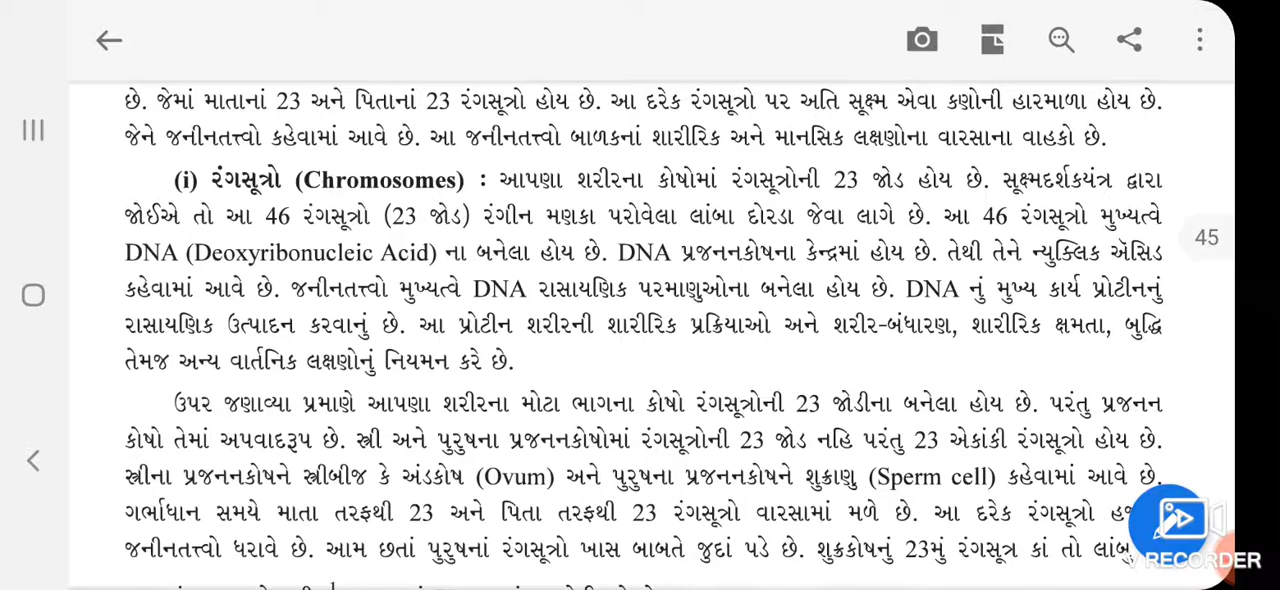 છે. જેમાં માતાનાં 23 અને પિતાનાં 23 રંગસૂત્રો હોય છે. આ દરેક રંગસૂત્રો પર અતિ સૂક્ષ્મ એવા કણોની હારમાળા હોય છે.
જેને જનીનતત્ત્વો કહેવામાં આવે છે. આ જનીનતત્ત્વો બાળકનાં શારીરિક અને માનસિક લક્ષણોના વારસાના વાહકો છે.
(i) રંગસૂત્રો (Chromosomes) : આપણા શરીરના કોષોમાં રંગસૂત્રોની 23 જોડ હોય છે. સૂક્ષ્મદર્શકયંત્ર દ્વારા
જોઈએ તો આ 46 રંગસૂત્રો (23 જોડ) રંગીન મણકા પરોવેલા લાંબા દોરડા જેવા લાગે છે. આ 46 રંગસૂત્રો મુખ્યત્વે
45
DNA (Deoxyribonucleic Acid) ના બનેલા હોય છે. DNA પ્રજનનકોષના કેન્દ્રમાં હોય છે. તેથી તેને ન્યુક્લિક ઍસિડ
કહેવામાં આવે છે. જનીનતત્ત્વો મુખ્યત્વે DNA રાસાયણિક પરમાણુઓના બનેલા હોય છે. DNA નું મુખ્ય કાર્ય પ્રોટીનનું
રાસાયણિક ઉત્પાદન કરવાનું છે. આ પ્રોટીન શરીરની શારીરિક પ્રક્રિયાઓ અને શરીર-બંધારણ, શારીરિક ક્ષમતા, બુદ્ધિ
તેમજ અન્ય વાર્તનિક લક્ષણોનું નિયમન કરે છે.
ઉપર જણાવ્યા પ્રમાણે આપણા શરીરના મોટા ભાગના કોષો રંગસૂત્રોની 23 જોડીના બનેલા હોય છે. પરંતુ પ્રજનન
કોષો તેમાં અપવાદરૂપ છે. સ્ત્રી અને પુરુષના પ્રજનનકોષોમાં રંગસૂત્રોની 23 જોડ નહિ પરંતુ 23 એકાંકી રંગસૂત્રો હોય છે.
સ્ત્રીના પ્રજનનકોષને સ્ત્રીબીજ કે અંડકોષ (Ovum) અને પુરુષના પ્રજનનકોષને શુક્રાણુ (Sperm cell) કહેવામાં આવે છે.
ગર્ભાધાન સમયે માતા તરફથી 23 અને પિતા તરફથી 23 રંગસૂત્રો વારસામાં મળે છે. આ દરેક રંગસૂત્રો
જનીનતત્ત્વો ધરાવે છે. આમ છતાં પુરુષનાં રંગસૂત્રો ખાસ બાબતે જુદાં પડે છે. શુક્રકોષનું 23મું રંગસૂત્ર કાં તો
RECORDER